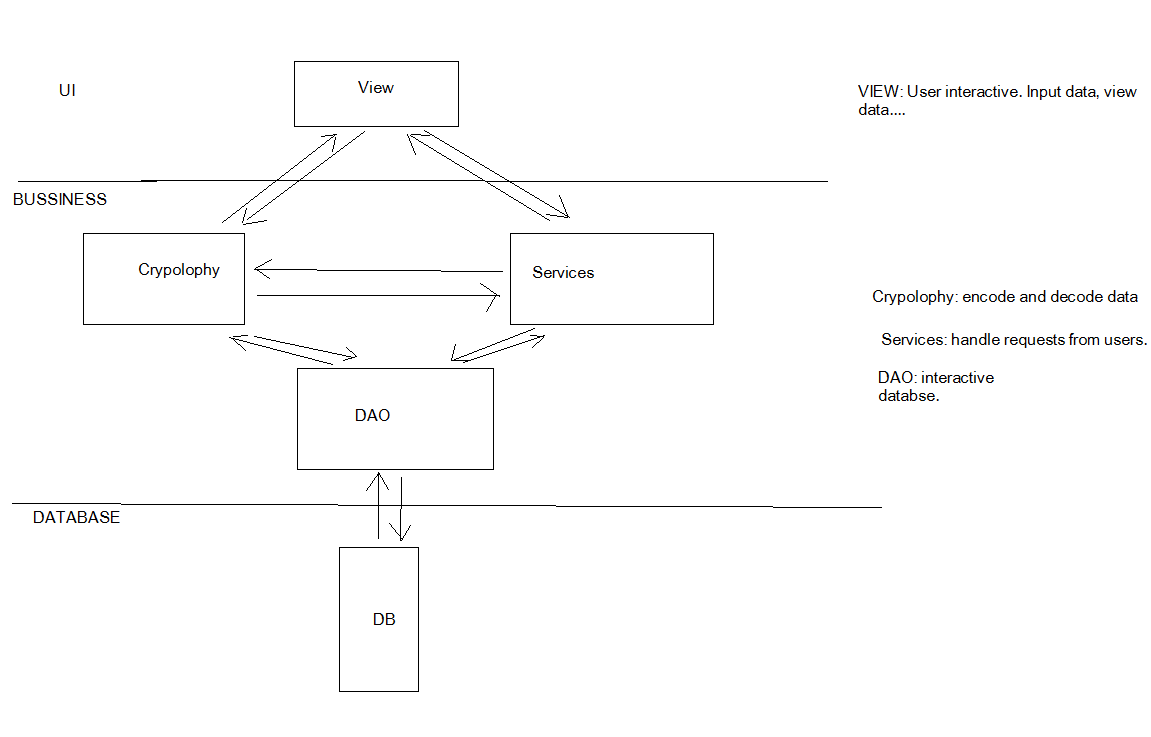 View
UI
VIEW: User interactive. Input data, view
data....
BUSSINESS
Crypolophy
Services
Crypolophy: encode and decode data
Services: handle requests from users.
DAO: interactive
databse.
DAO
DATABASE
DB